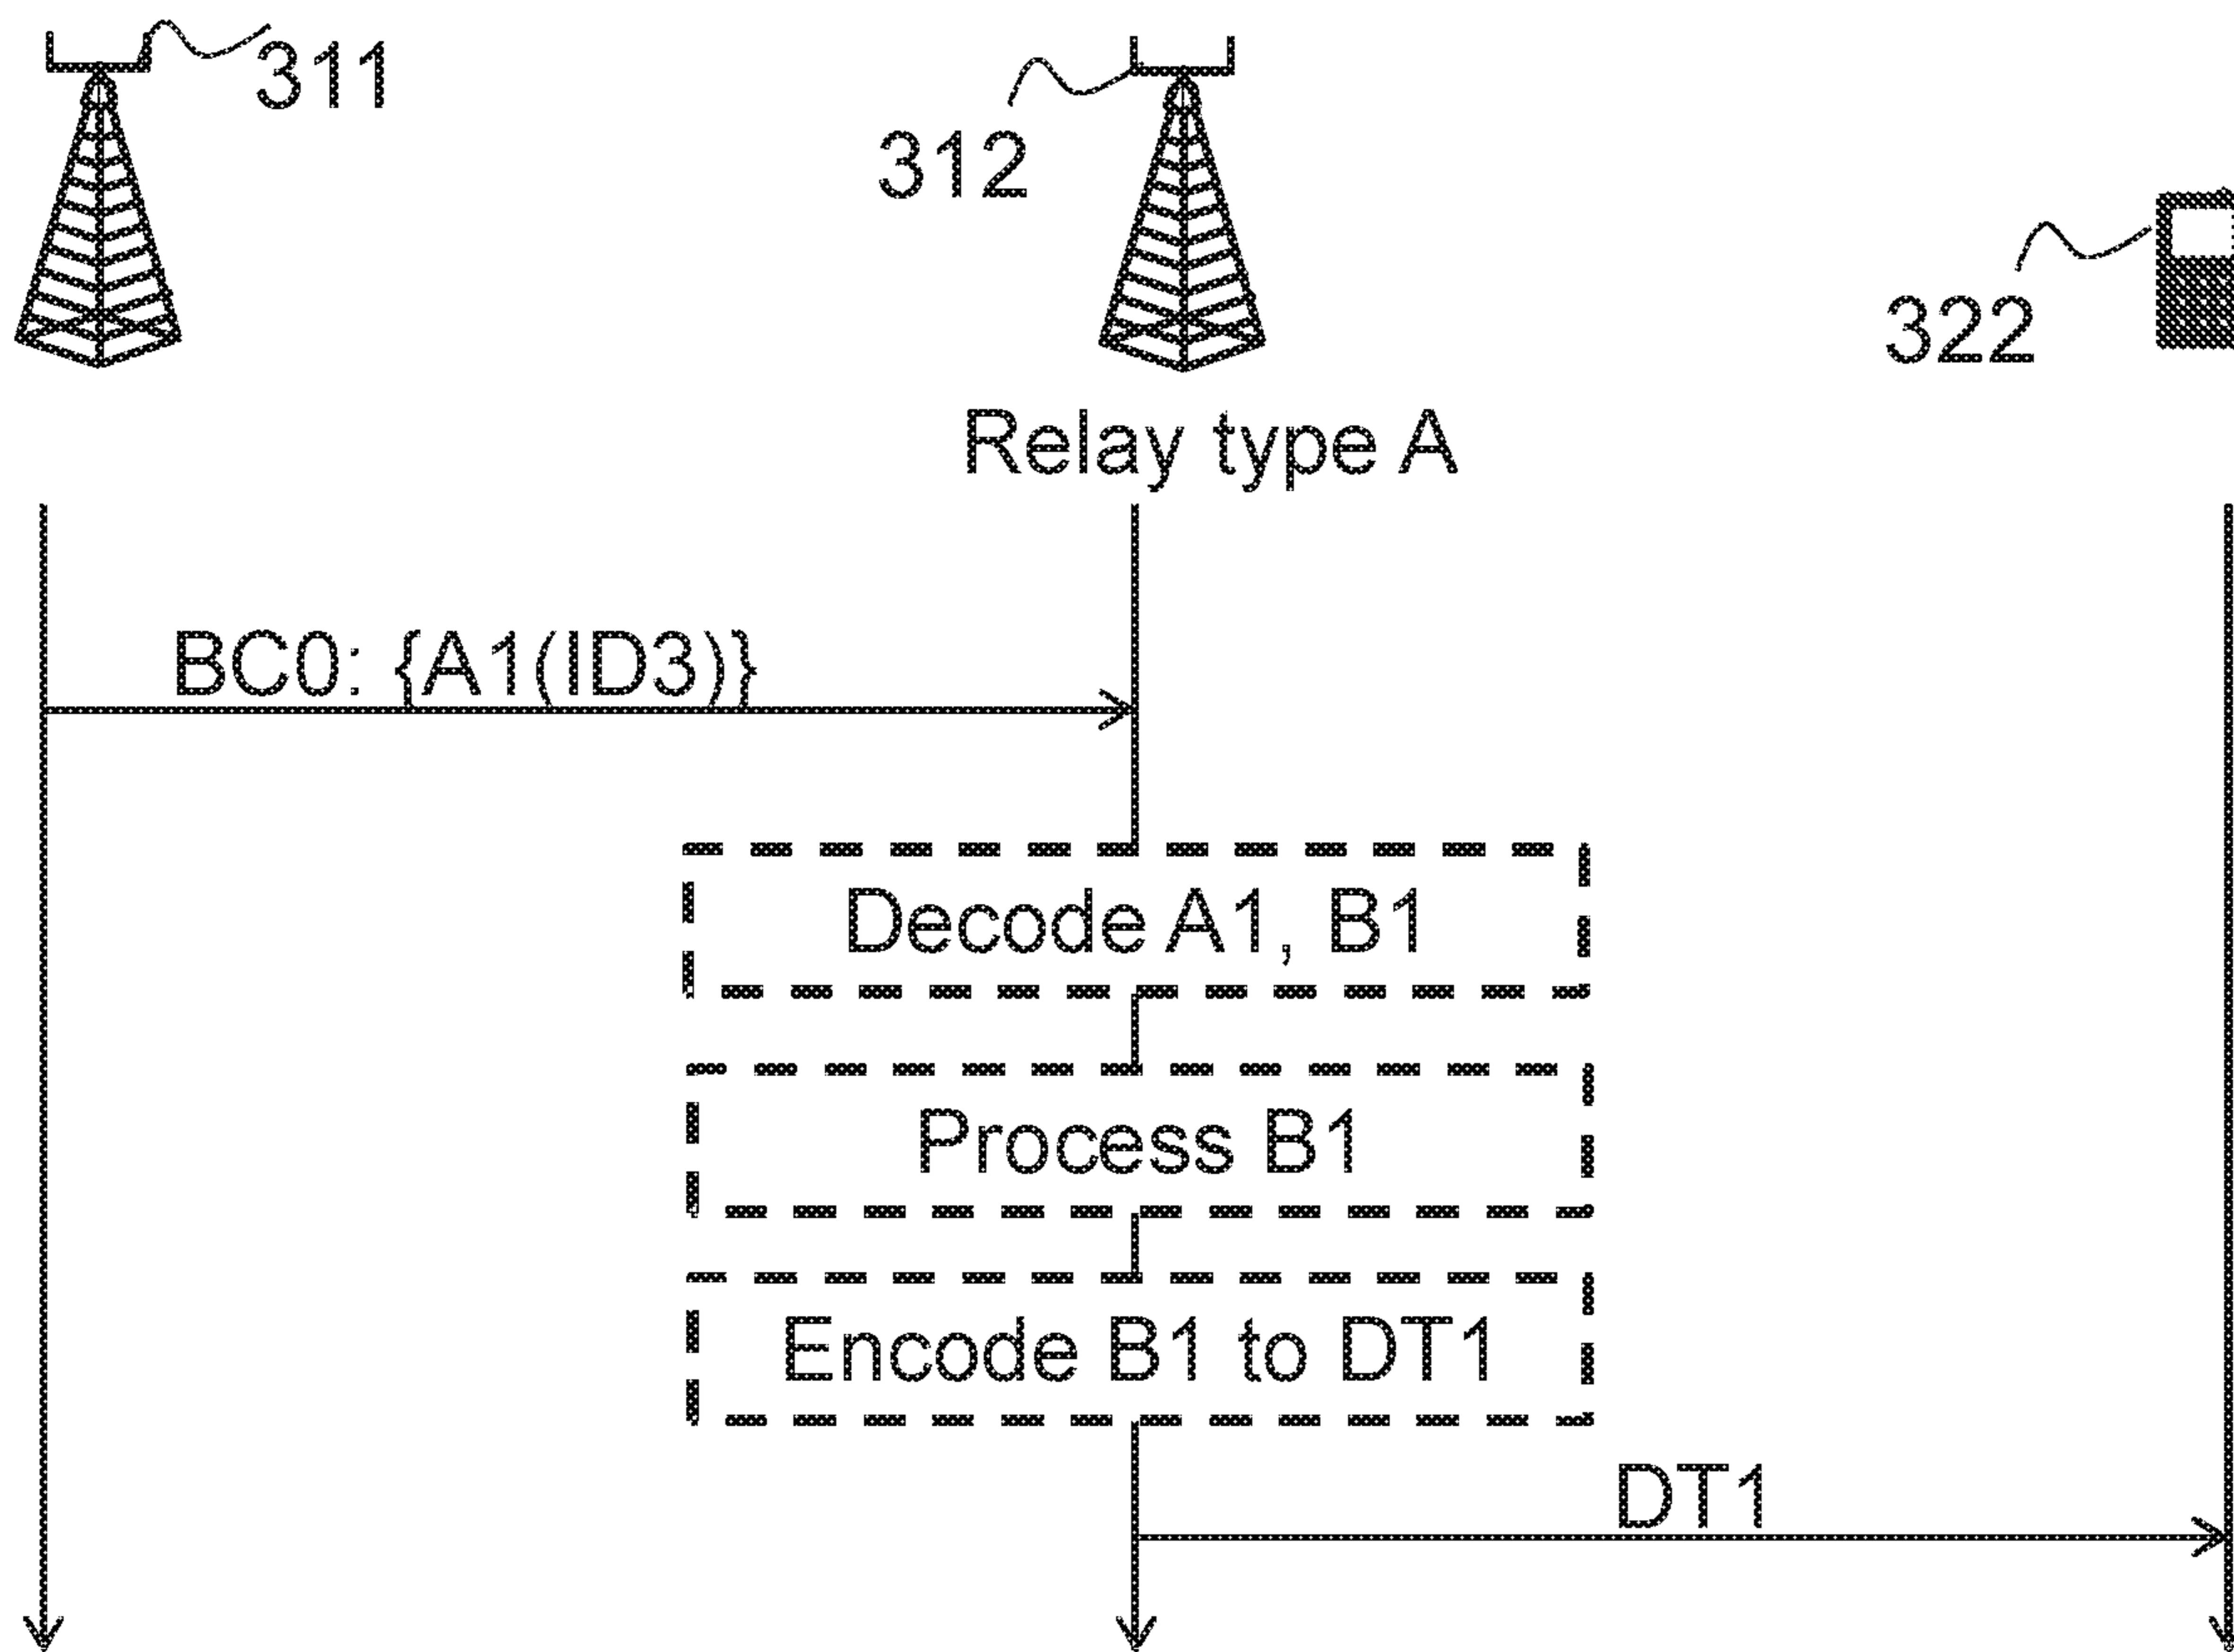 311
312
322
Relay type A
BC0: {A1(ID3)}
Decode A1, B1
Process B1
Encode B1 to DT1
DT1